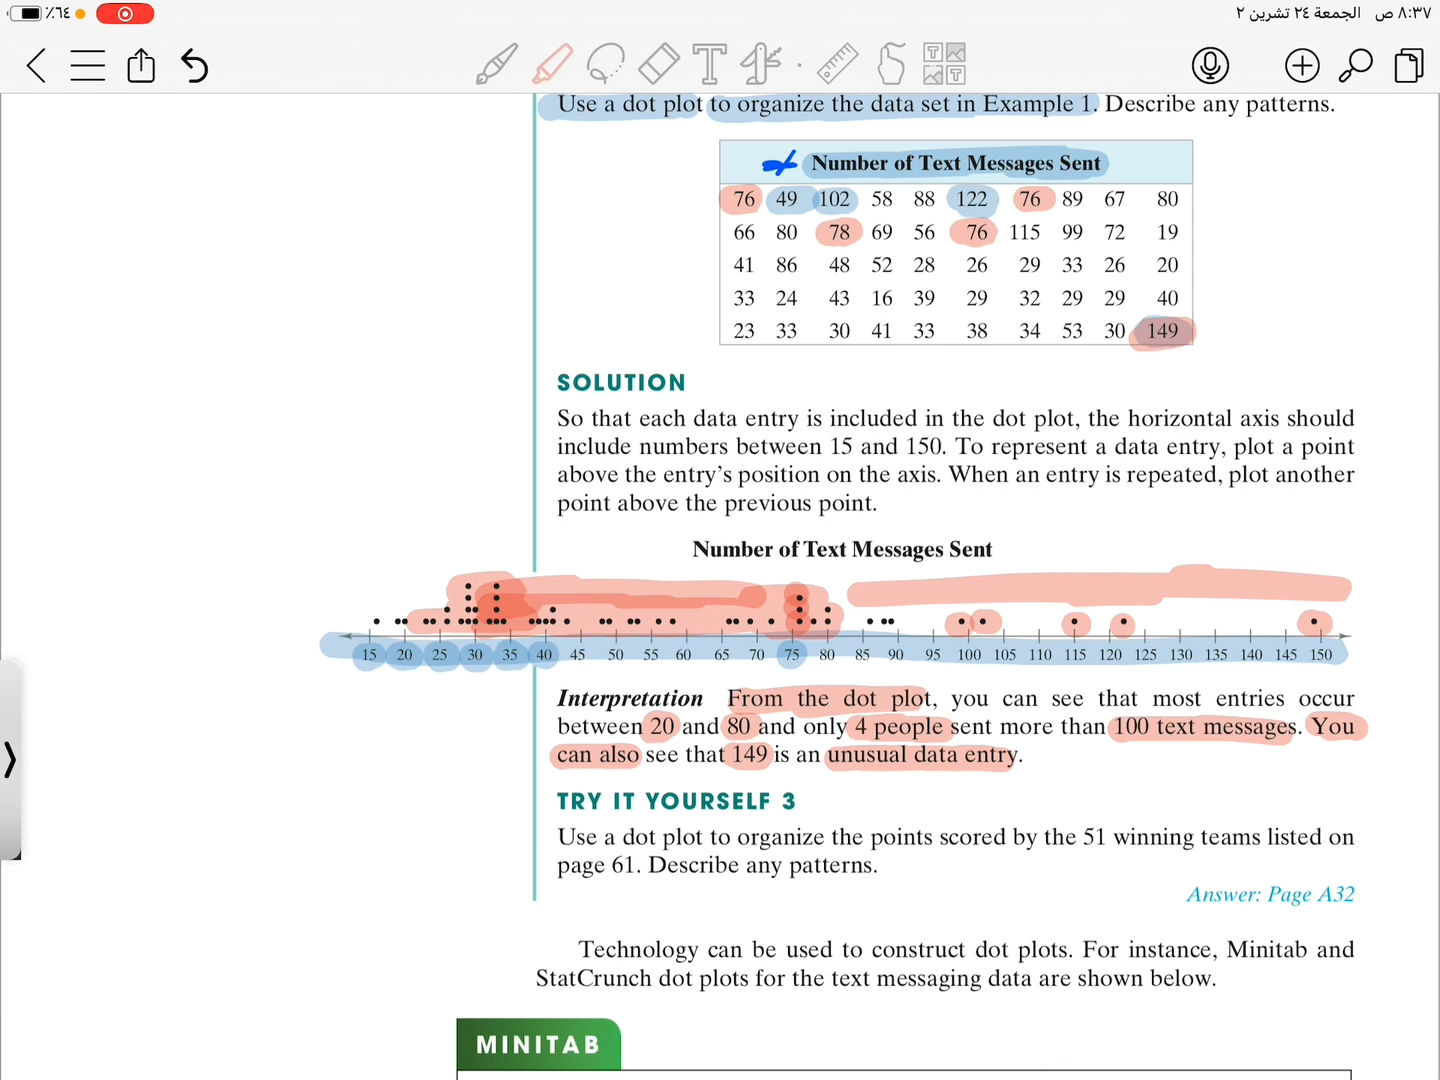 ٪٦٤
٨:٣٧ ص الجمعة ٢٤ تشرين ٢
Use a dot plot to organize the data set in Example 1. Describe any patterns.
Number of Text Messages Sent
76 49 102 58 88 122 76 89 67 80
66 80 78 69 56 76 115 99 72 19
41 86 48 52 28 26 29 33 26 20
33 24 43 16 39 29 32 29 29 40
23 33 30 41 33 38 34 53 30 149
SOLUTION
So that each data entry is included in the dot plot, the horizontal axis should
include numbers between 15 and 150. To represent a data entry, plot a point
above the entry's position on the axis. When an entry is repeated, plot another
point above the previous point.
Number of Text Messages Sent
15 20 25 30 35 40 45 50 55 60 65 70 75 80 85 90 95 100 105 110 115 120 125 130 135 140 145 150
Interpretation From the dot plot, you can see that most entries occur
between 20 and 80 and only 4 people sent more than 100 text messages. You
can also see that 149 is an unusual data entry.
TRY IT YOURSELF 3
Use a dot plot to organize the points scored by the 51 winning teams listed on
page 61. Describe any patterns.
Answer: Page A32
Technology can be used to construct dot plots. For instance, Minitab and
StatCrunch dot plots for the text messaging data are shown below.
MINITAB